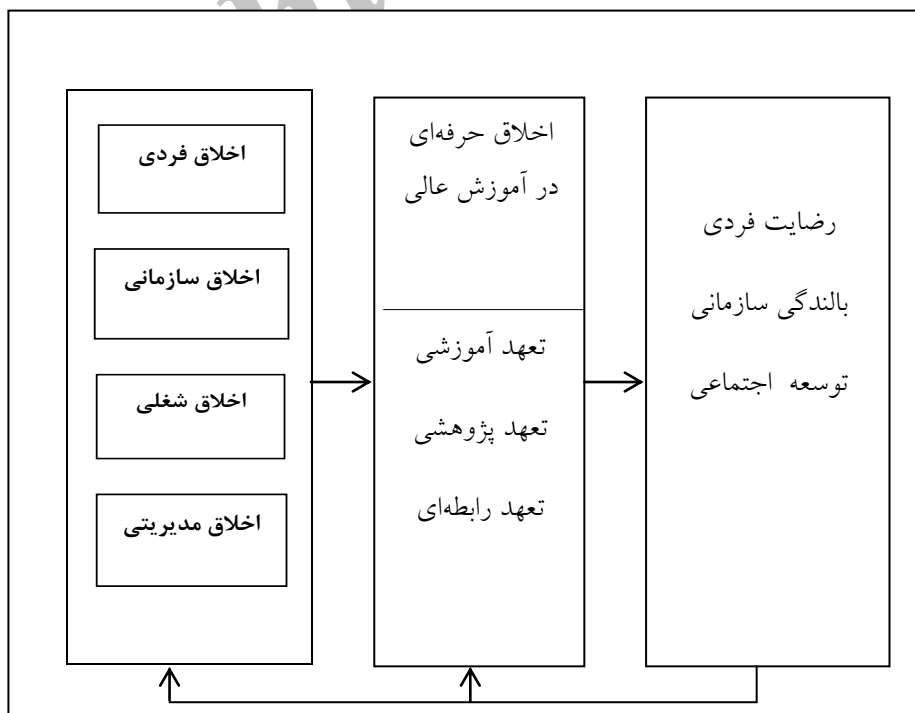 اخلاق فردی
اخلاق سازمانی
اخلاق شغلی
اخلاق مدیریتی
اخلاق حرفه‌ای
در آموزش عالی
تعهد آموزشی
تعهد پژوهشی
تعهد رابطه‌ای
رضایت فردی
بالندگی سازمانی
توسعه اجتماعی